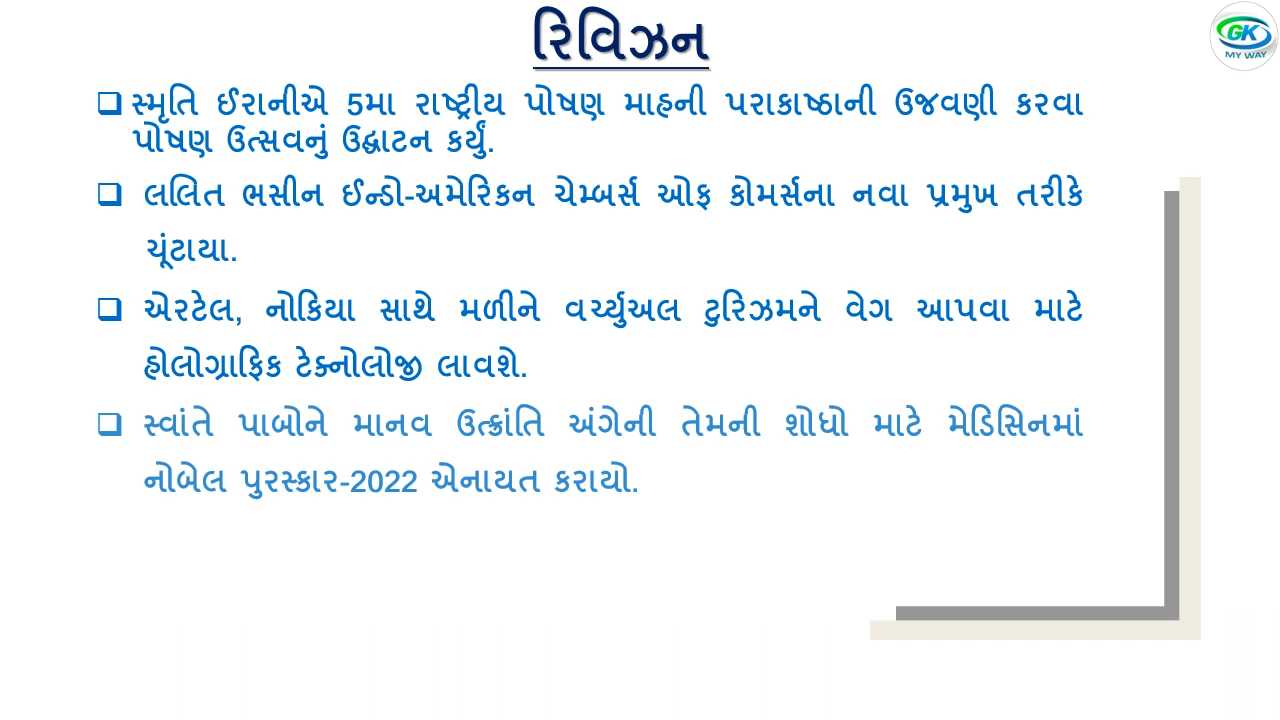 રિવિઝન
GK
MY WAY
સ્મૃતિ ઈરાનીએ 5મા રાષ્ટ્રીય પોષણ માહની પરાકાષ્ઠાની ઉજવણી કરવા
પોષણ ઉત્સવનું ઉદ્ઘાટન કર્યું.
લલિત ભસીન ઈન્ડો-અમેરિકન ચેમ્બર્સ ઓફ કોમર્સના નવા પ્રમુખ તરીકે
ચૂંટાયા.
એરટેલ, નોકિયા સાથે મળીને વર્ચ્યુઅલ ટુરિઝમને વેગ આપવા માટે
હોલોગ્રાફિક ટેક્નોલોજી લાવશે.
સ્વાંતે પાબોને માનવ ઉત્ક્રાંતિ અંગેની તેમની શોધો માટે મેડિસિનમાં
નોબેલ પુરસ્કાર-2022 એનાયત કરાયો.